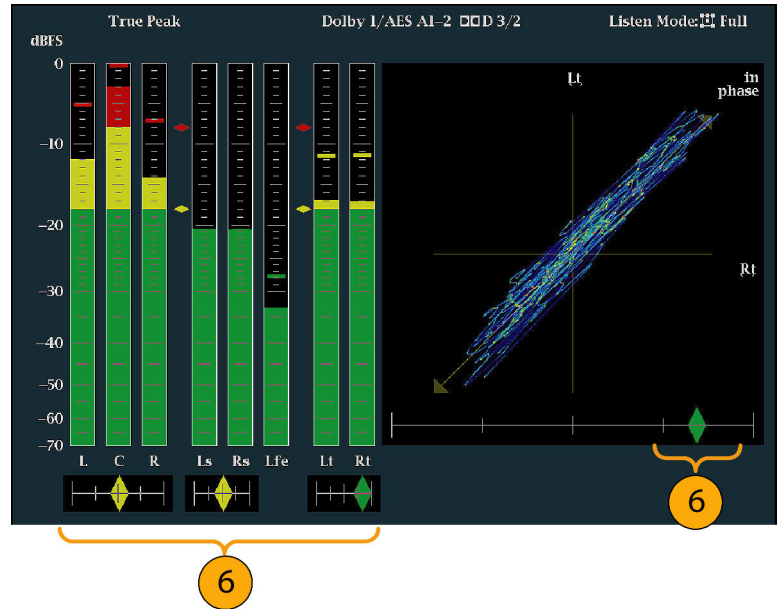 True Peak Dolby 1/AES A1–2 ▯▯D 3/2 Listen Mode: Full
dBFS
0
–10
–20
–30
–40
–50
–60
–70
L C R Ls Rs Lfe Lt Rt
Lt
in
phase
Rt
6
6